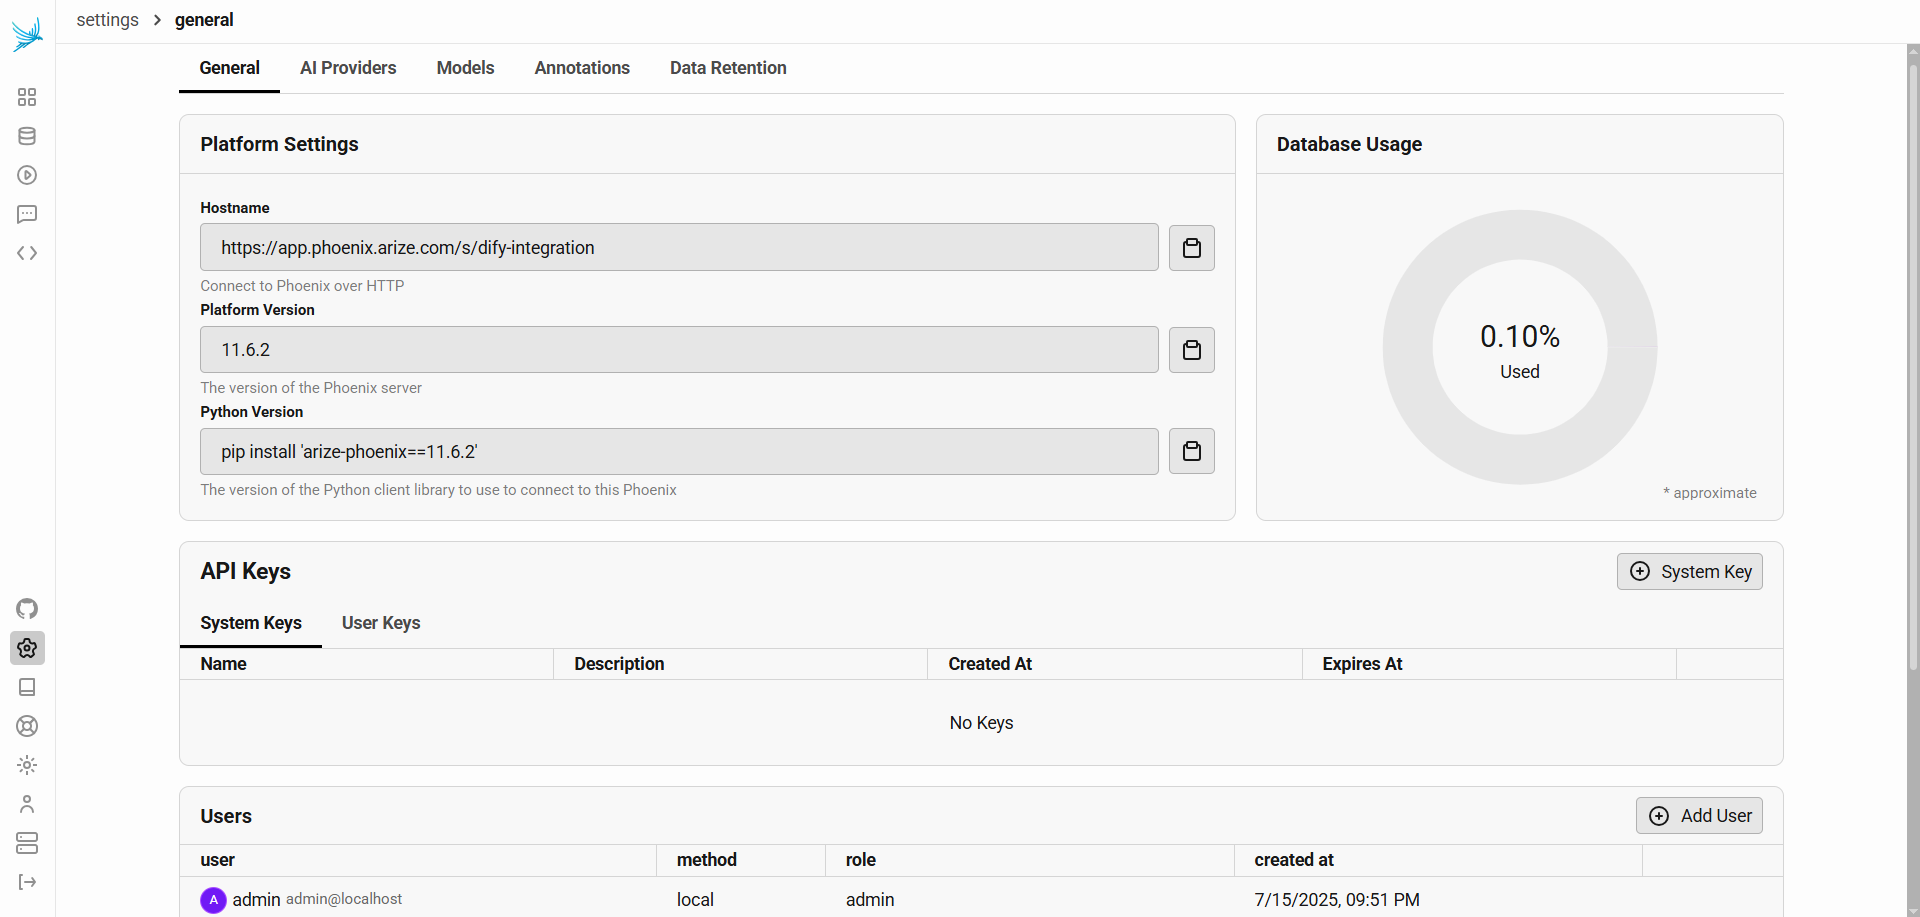 settings > general
General AI Providers Models Annotations Data Retention
Platform Settings
Hostname
https://app.phoenix.arize.com/s/dify-integration
Connect to Phoenix over HTTP
Platform Version
11.6.2
The version of the Phoenix server
Python Version
pip install 'arize-phoenix==11.6.2'
The version of the Python client library to use to connect to this Phoenix
Database Usage
0.10%
Used
* approximate
API Keys
System Key
System Keys User Keys
Name Description Created At Expires At
No Keys
Users
Add User
user method role created at
A admin admin@localhost local admin 7/15/2025, 09:51 PM